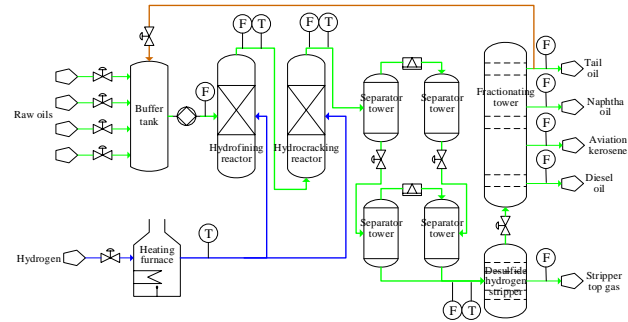 F
T
F
T
F
Tail
oil
Raw oils
Buffer
tank
F
Separator
tower
Separator
tower
Fractionating
tower
F
Naphtha
oil
Hydrofining
reactor
Hydrocracking
reactor
F
Aviation
kerosene
F
Diesel
oil
Separator
tower
Separator
tower
Hydrogen
Heating
furnace
T
Desulfide
hydrogen
stripper
F
Stripper
top gas
F
T